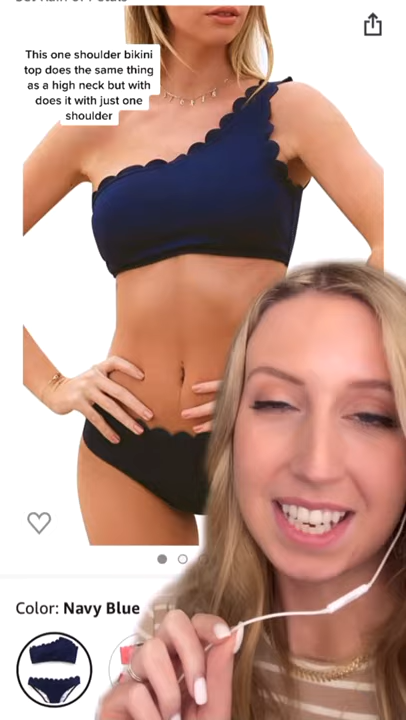 This one shoulder bikini
top does the same thing
as a high neck but with
does it with just one
shoulder
Color: Navy Blue